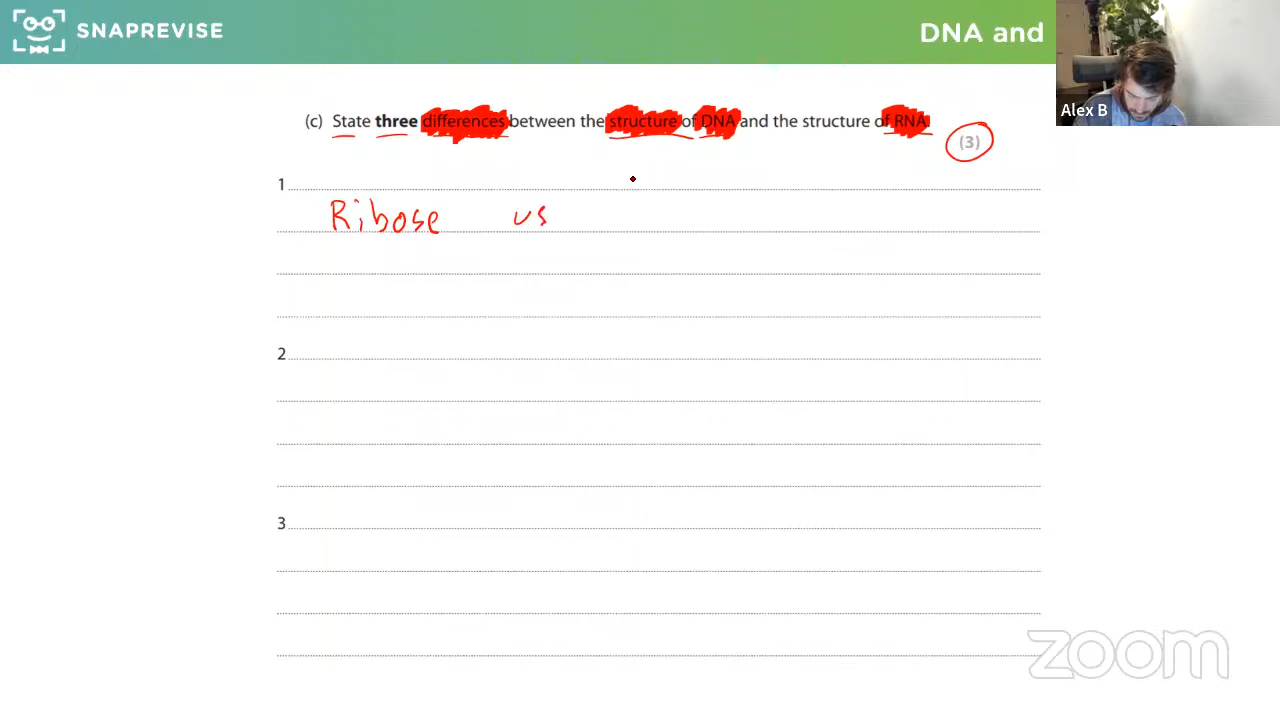 SNAPREVISE
DNA and
Alex B
(c) State three differences between the structure of DNA and the structure of RNA.
(3)
1
Ribose vs
2
3
zoom